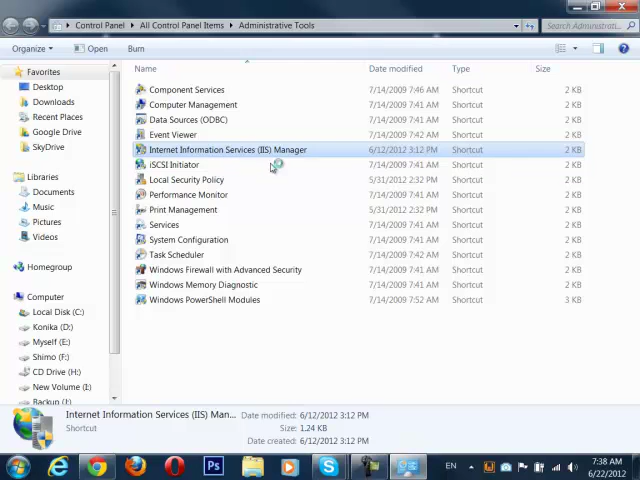 Control Panel ▸ All Control Panel Items ▸ Administrative Tools
Search Administrati...
Organize
Open
Burn
Name
Date modified
Type
Size
Favorites
Desktop
Downloads
Recent Places
Google Drive
SkyDrive
Libraries
Documents
Music
Pictures
Videos
Homegroup
Computer
Local Disk (C:)
Konika (D:)
Myself (E:)
Shimo (F:)
CD Drive (H:)
New Volume (I:)
Backup (J:)
Component Services 7/14/2009 7:46 AM Shortcut 2 KB
Computer Management 7/14/2009 7:41 AM Shortcut 2 KB
Data Sources (ODBC) 7/14/2009 7:41 AM Shortcut 2 KB
Event Viewer 7/14/2009 7:41 AM Shortcut 2 KB
Internet Information Services (IIS) Manager 6/12/2012 3:12 PM Shortcut 2 KB
iSCSI Initiator 7/14/2009 7:41 AM Shortcut 2 KB
Local Security Policy 5/31/2012 2:32 PM Shortcut 2 KB
Performance Monitor 7/14/2009 7:41 AM Shortcut 2 KB
Print Management 5/31/2012 2:32 PM Shortcut 2 KB
Services 7/14/2009 7:41 AM Shortcut 2 KB
System Configuration 7/14/2009 7:41 AM Shortcut 2 KB
Task Scheduler 7/14/2009 7:42 AM Shortcut 2 KB
Windows Firewall with Advanced Security 7/14/2009 7:41 AM Shortcut 2 KB
Windows Memory Diagnostic 7/14/2009 7:41 AM Shortcut 2 KB
Windows PowerShell Modules 7/14/2009 7:52 AM Shortcut 3 KB
Internet Information Services (IIS) Man... Date modified: 6/12/2012 3:12 PM
Shortcut Size: 1.24 KB
Date created: 6/12/2012 3:12 PM
Ps
EN
7:38 AM
6/22/2012